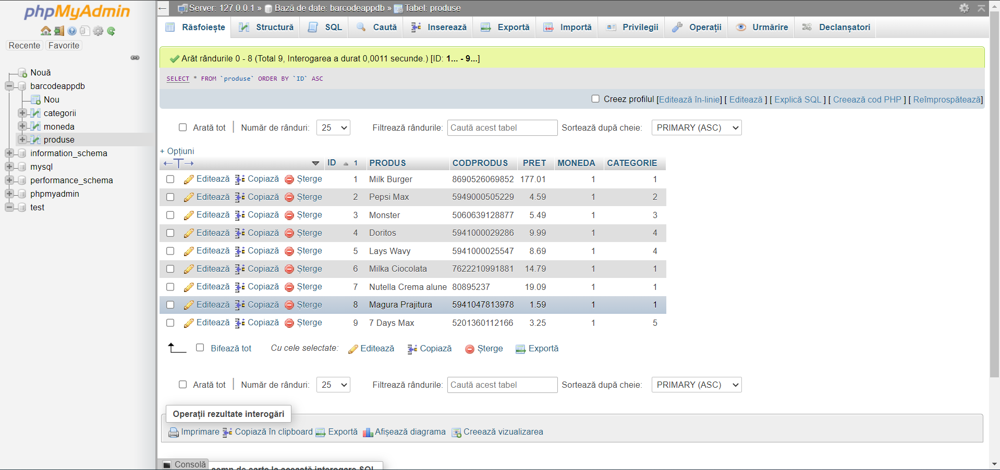 phpMyAdmin
Recente Favorite
Nouă
barcodeappdb
Nou
categorii
moneda
produse
information_schema
mysql
performance_schema
phpmyadmin
test
Server: 127.0.0.1 » Bază de date: barcodeappdb » Tabel: produse
Răsfoiește Structură SQL Caută Inserează Exportă Importă Privilegii Operații Urmărire Declanșatori
Arăt rândurile 0 - 8 (Total 9, Interogarea a durat 0,0011 secunde.) [ID: 1... - 9...]
SELECT * FROM `produse` ORDER BY `ID` ASC
Creez profilul [Editează în-linie] [ Editează ] [ Explică SQL ] [ Creează cod PHP ] [ Reîmprospătează]
Arată tot Număr de rânduri: 25 Filtrează rândurile: Caută acest tabel Sortează după cheie: PRIMARY (ASC)
+ Opțiuni
←T→ ID 1 PRODUS CODPRODUS PRET MONEDA CATEGORIE
Editează Copiază Șterge 1 Milk Burger 8690526069852 177.01 1 1
Editează Copiază Șterge 2 Pepsi Max 5949000505229 4.59 1 2
Editează Copiază Șterge 3 Monster 5060639128877 5.49 1 3
Editează Copiază Șterge 4 Doritos 5941000029286 9.99 1 4
Editează Copiază Șterge 5 Lays Wavy 5941000025547 8.69 1 4
Editează Copiază Șterge 6 Milka Ciocolata 7622210991881 14.79 1 1
Editează Copiază Șterge 7 Nutella Crema alune 80895237 19.09 1 1
Editează Copiază Șterge 8 Magura Prajitura 5941047813978 1.59 1 1
Editează Copiază Șterge 9 7 Days Max 5201360112166 3.25 1 5
Bifează tot Cu cele selectate: Editează Copiază Șterge Exportă
Arată tot Număr de rânduri: 25 Filtrează rândurile: Caută acest tabel Sortează după cheie: PRIMARY (ASC)
Operații rezultate interogări
Imprimare Copiază în clipboard Exportă Afișează diagrama Creează vizualizarea
Consolă
semn de carte la această interogare SQL